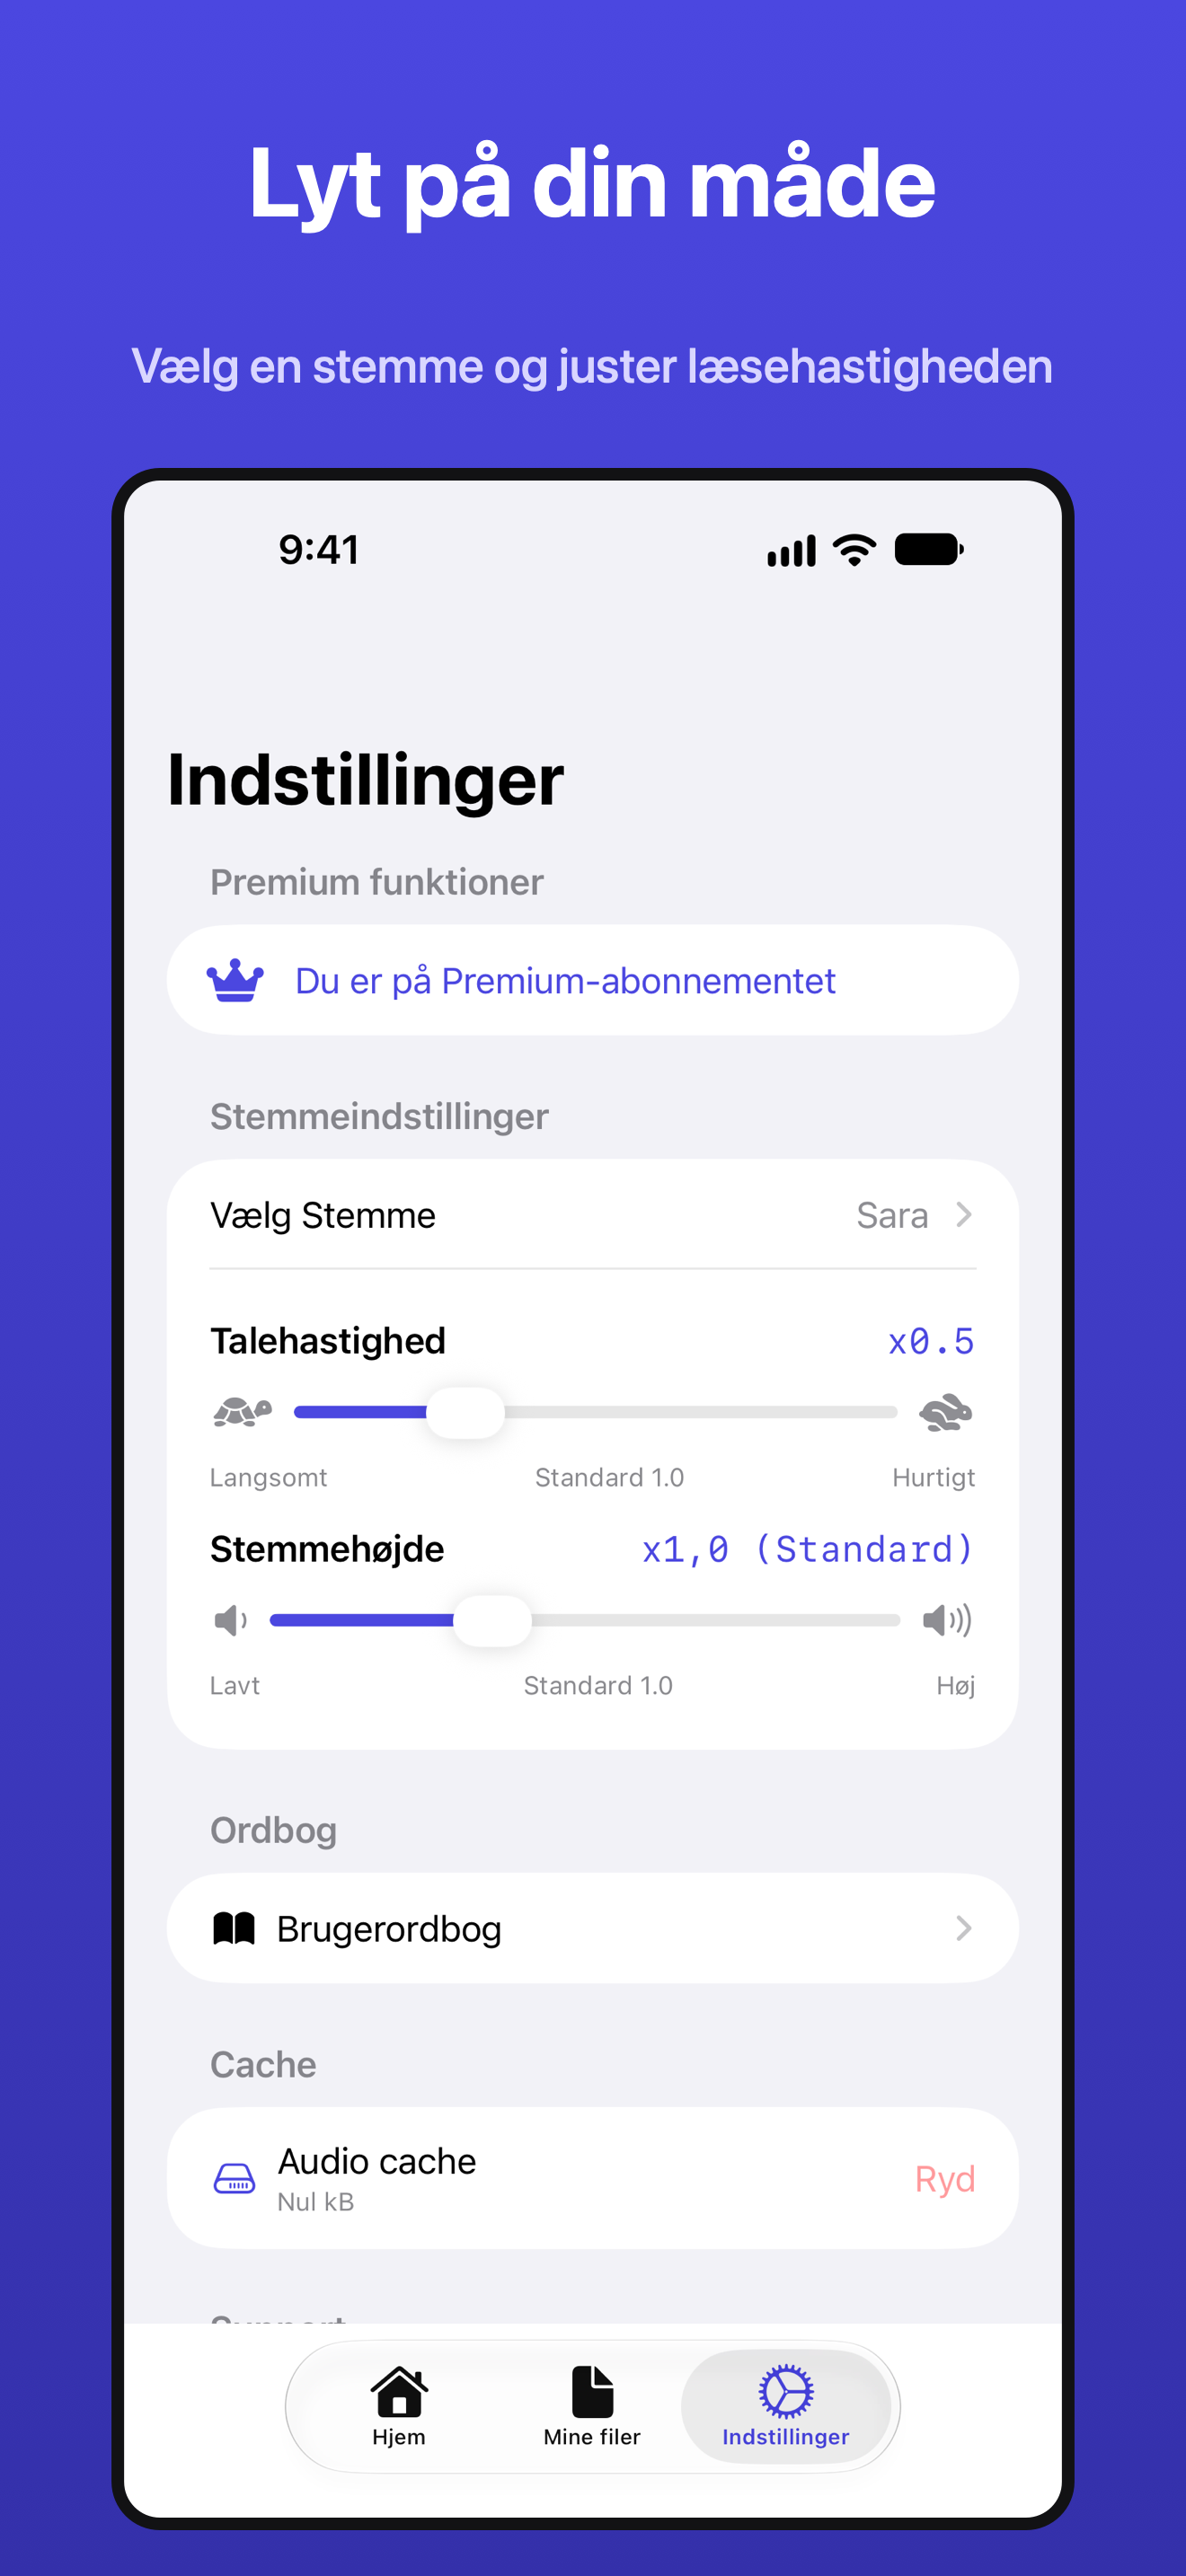 Lyt på din måde
Vælg en stemme og juster læsehastigheden
9:41
Indstillinger
Premium funktioner
Du er på Premium-abonnementet
Stemmeindstillinger
Vælg Stemme Sara
Talehastighed x0.5
Langsomt Standard 1.0 Hurtigt
Stemmehøjde x1,0 (Standard)
Lavt Standard 1.0 Høj
Ordbog
Brugerordbog
Cache
Audio cache
Nul kB
Ryd
Hjem Mine filer Indstillinger